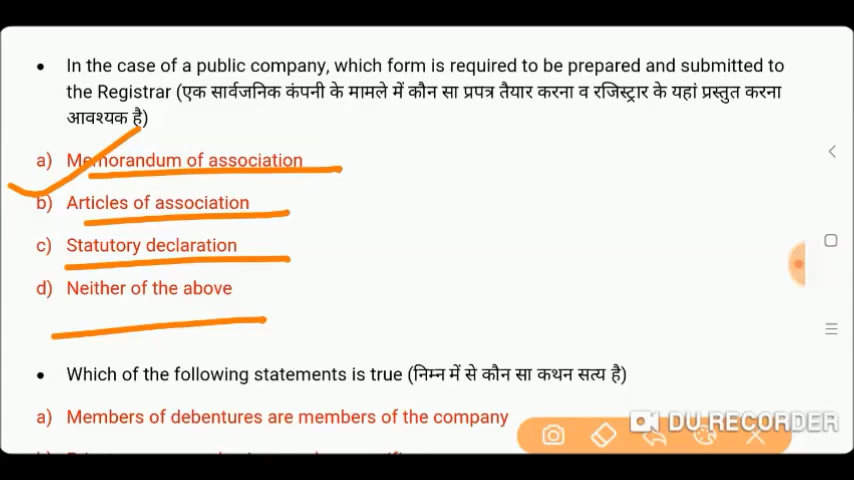 • In the case of a public company, which form is required to be prepared and submitted to
the Registrar (एक सार्वजनिक कंपनी के मामले में कौन सा प्रपत्र तैयार करना व रजिस्ट्रार के यहां प्रस्तुत करना
आवश्यक है)
a) Memorandum of association
b) Articles of association
c) Statutory declaration
d) Neither of the above
• Which of the following statements is true (निम्न में से कौन सा कथन सत्य है)
a) Members of debentures are members of the company
DU RECORDER